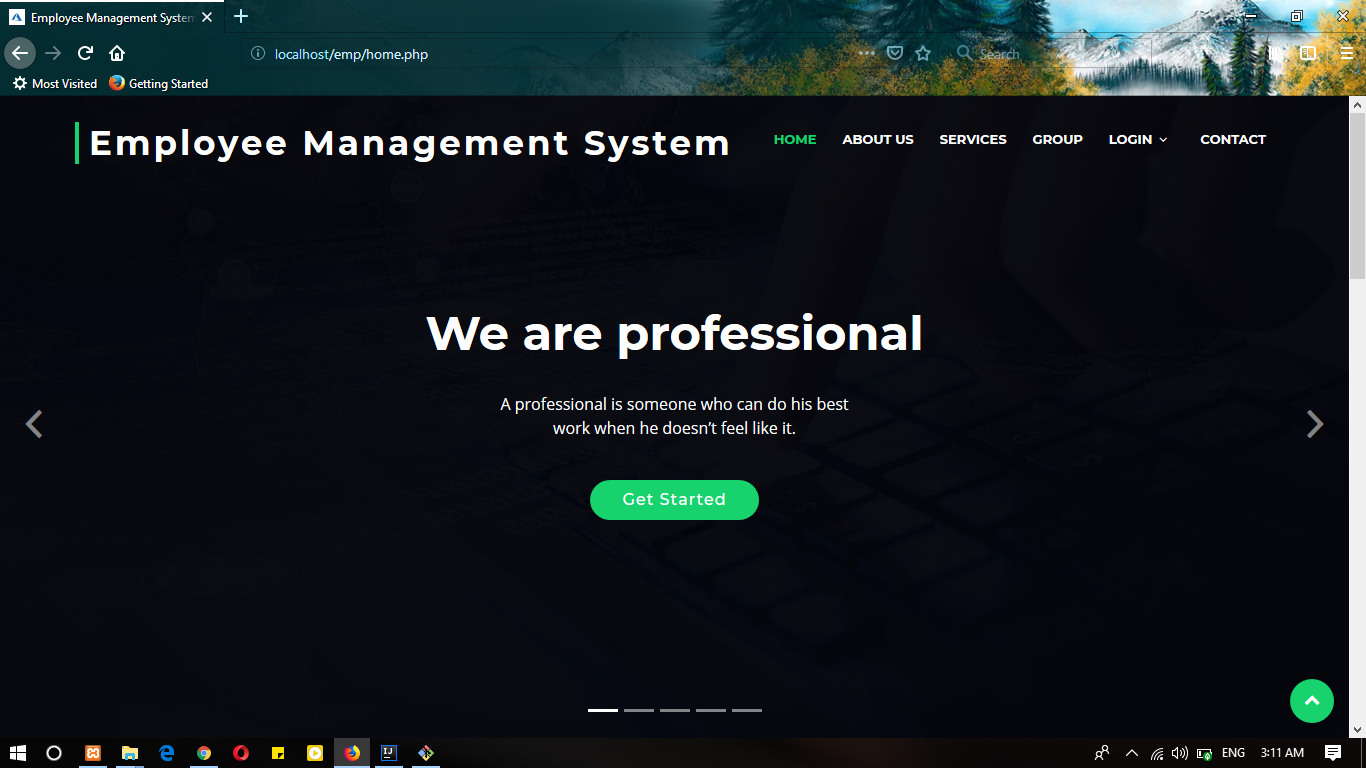 Employee Management System
localhost/emp/home.php
Search
Most Visited
Getting Started
Employee Management System
HOME
ABOUT US
SERVICES
GROUP
LOGIN
CONTACT
We are professional
A professional is someone who can do his best
work when he doesn’t feel like it.
Get Started
IJ
ENG
3:11 AM